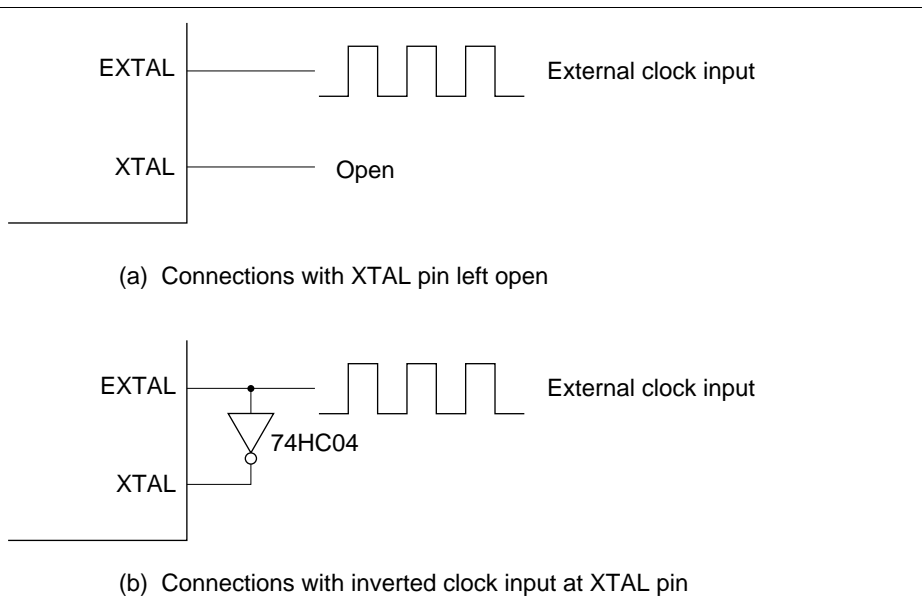 EXTAL
External clock input
XTAL
Open
(a) Connections with XTAL pin left open
EXTAL
External clock input
74HC04
XTAL
(b) Connections with inverted clock input at XTAL pin